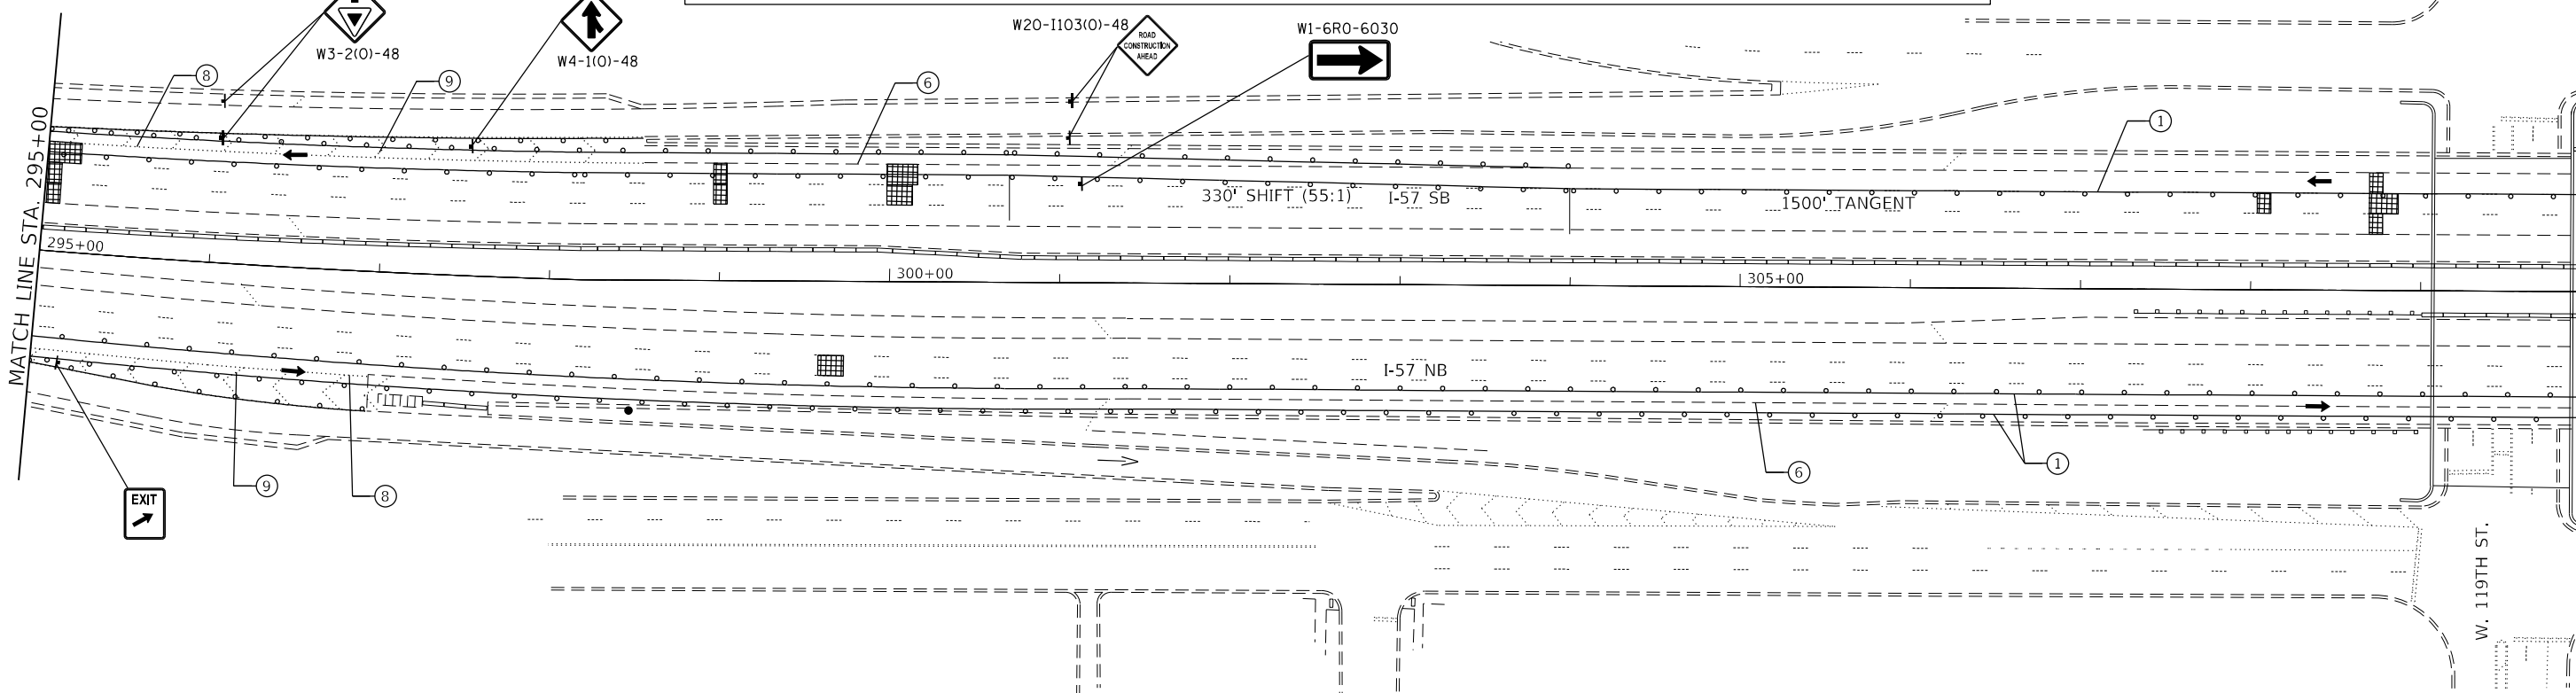 W3-2(O)-48
W4-1(O)-48
W20-I103(O)-48
ROAD
CONSTRUCTION
AHEAD
W1-6RO-6030
8
9
6
1
MATCH LINE STA. 295+00
330' SHIFT (55:1)
I-57 SB
1500' TANGENT
295+00
300+00
305+00
I-57 NB
EXIT
9
8
6
1
W. 119TH ST.